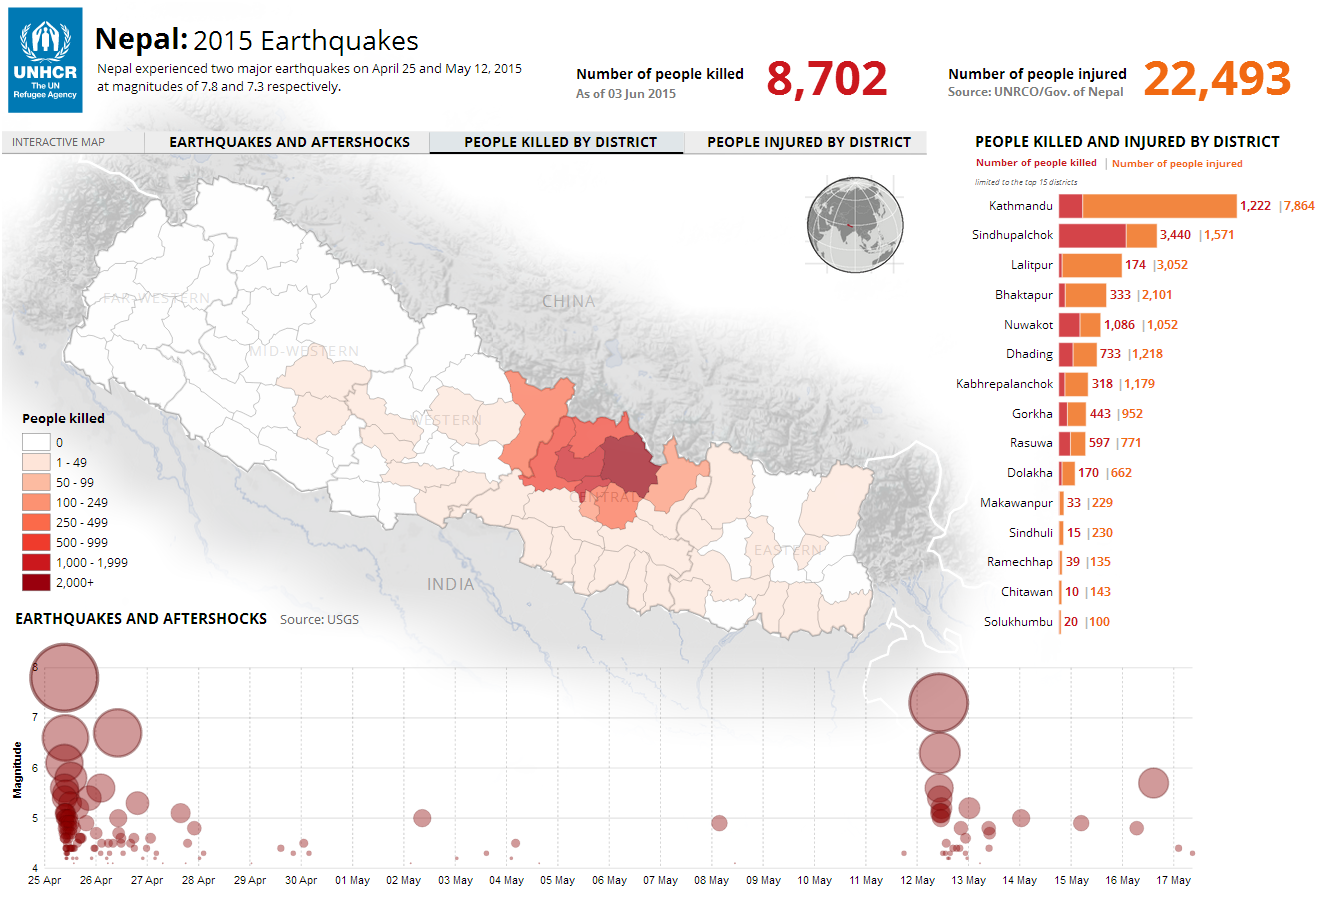 UNHCR
The UN
Refugee Agency
Nepal: 2015 Earthquakes
Nepal experienced two major earthquakes on April 25 and May 12, 2015
at magnitudes of 7.8 and 7.3 respectively.
Number of people killed
As of 03 Jun 2015
8,702
Number of people injured
Source: UNRCO/Gov. of Nepal
22,493
INTERACTIVE MAP
EARTHQUAKES AND AFTERSHOCKS
PEOPLE KILLED BY DISTRICT
PEOPLE INJURED BY DISTRICT
FAR-WESTERN
MID-WESTERN
WESTERN
CENTRAL
EASTERN
CHINA
INDIA
People killed
0
1 - 49
50 - 99
100 - 249
250 - 499
500 - 999
1,000 - 1,999
2,000+
PEOPLE KILLED AND INJURED BY DISTRICT
Number of people killed | Number of people injured
limited to the top 15 districts
Kathmandu 1,222 |7,864
Sindhupalchok 3,440 |1,571
Lalitpur 174 |3,052
Bhaktapur 333 |2,101
Nuwakot 1,086 |1,052
Dhading 733 |1,218
Kabhrepalanchok 318 |1,179
Gorkha 443 |952
Rasuwa 597 |771
Dolakha 170 |662
Makawanpur 33 |229
Sindhuli 15 |230
Ramechhap 39 |135
Chitawan 10 |143
Solukhumbu 20 |100
EARTHQUAKES AND AFTERSHOCKS Source: USGS
Magnitude
8
7
6
5
4
25 Apr 26 Apr 27 Apr 28 Apr 29 Apr 30 Apr 01 May 02 May 03 May 04 May 05 May 06 May 07 May 08 May 09 May 10 May 11 May 12 May 13 May 14 May 15 May 16 May 17 May